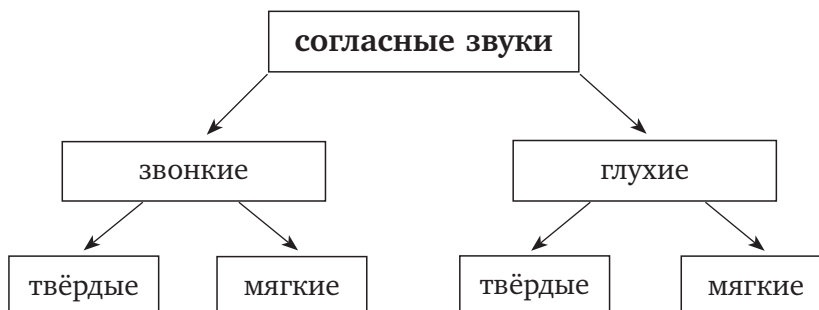 согласные звуки
звонкие глухие
твёрдые мягкие твёрдые мягкие